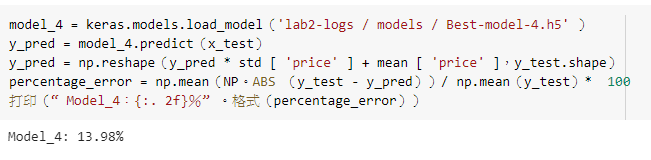 model_4 = keras.models.load_model（'lab2-logs / models / Best-model-4.h5' ）
y_pred = model_4.predict（x_test）
y_pred = np.reshape（y_pred * std [ 'price' ] + mean [ 'price' ]，y_test.shape）
percentage_error = np.mean（NP。ABS （y_test - y_pred））/ np.mean（y_test）* 100
打印（“ Model_4：{:. 2f}％” 。格式（percentage_error））
Model_4: 13.98%